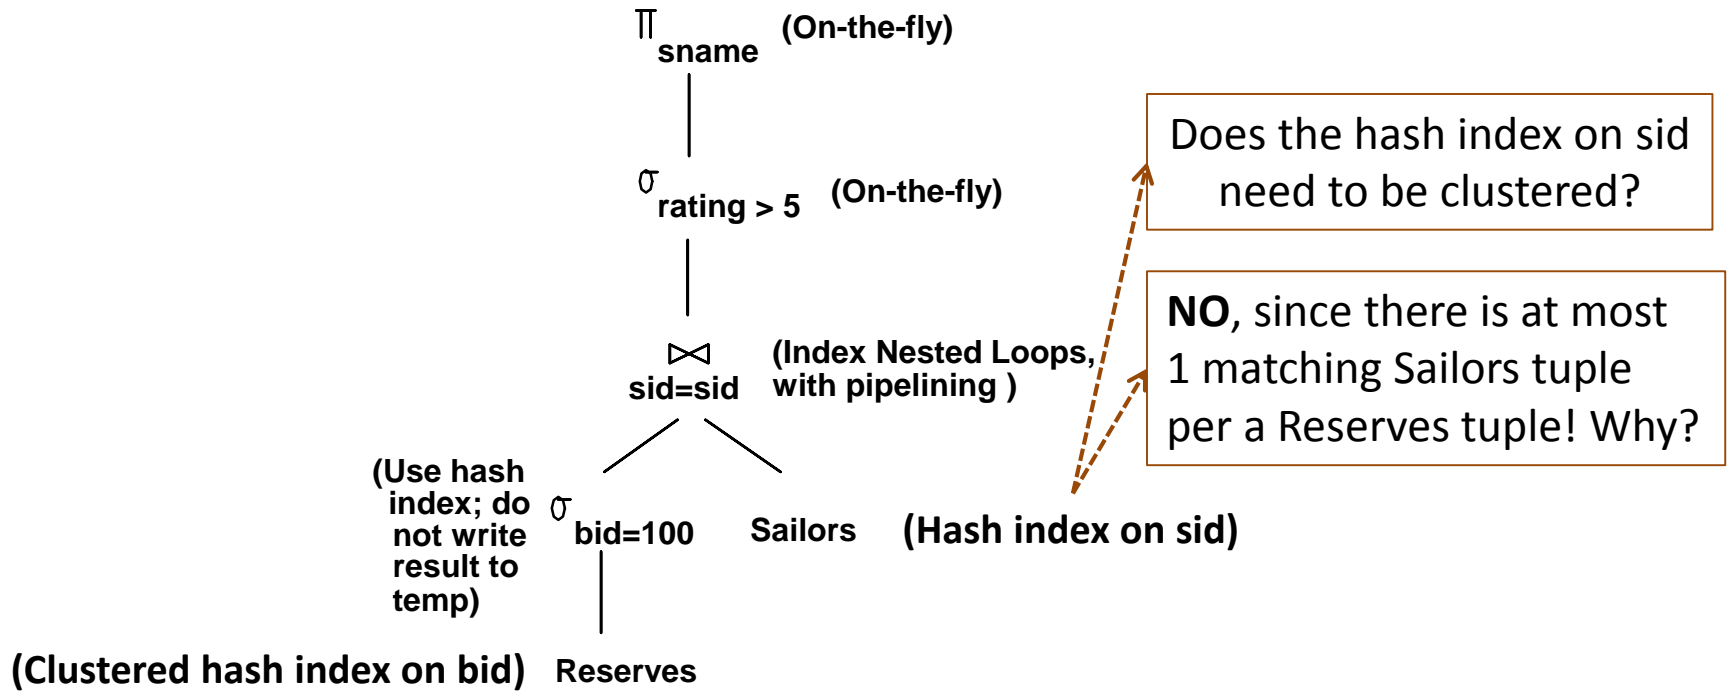 π sname (On-the-fly)
σ rating > 5 (On-the-fly)
⋈ sid=sid
(Index Nested Loops,
with pipelining )
(Use hash
index; do
not write
result to
temp)
σ bid=100
Sailors
(Hash index on sid)
(Clustered hash index on bid)
Reserves
Does the hash index on sid
need to be clustered?
NO, since there is at most
1 matching Sailors tuple
per a Reserves tuple! Why?